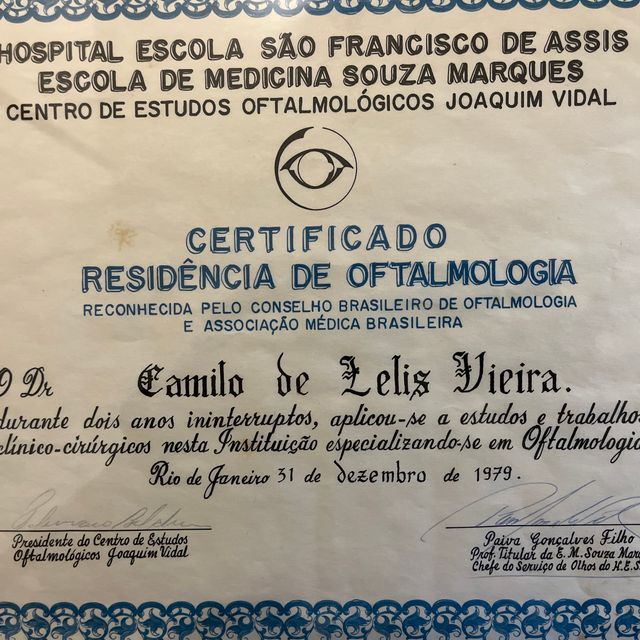 HOSPITAL ESCOLA SÃO FRANCISCO DE ASSIS
ESCOLA DE MEDICINA SOUZA MARQUES
CENTRO DE ESTUDOS OFTALMOLÓGICOS JOAQUIM VIDAL
CERTIFICADO
RESIDÊNCIA DE OFTALMOLOGIA
RECONHECIDA PELO CONSELHO BRASILEIRO DE OFTALMOLOGIA
E ASSOCIAÇÃO MÉDICA BRASILEIRA
O Dr Camilo de Lelis Vieira.
durante dois anos ininterruptos, aplicou-se a estudos e trabalhos
clínico-cirúrgicos nesta Instituição especializando-se em Oftalmologia
Rio de Janeiro 31 de dezembro de 1979.
Presidente do Centro de Estudos
Oftalmológicos Joaquim Vidal
Paiva Gonçalves Filho
Prof. Titular da E. M. Souza Mar
Chefe do Serviço de Olhos do H.E.S